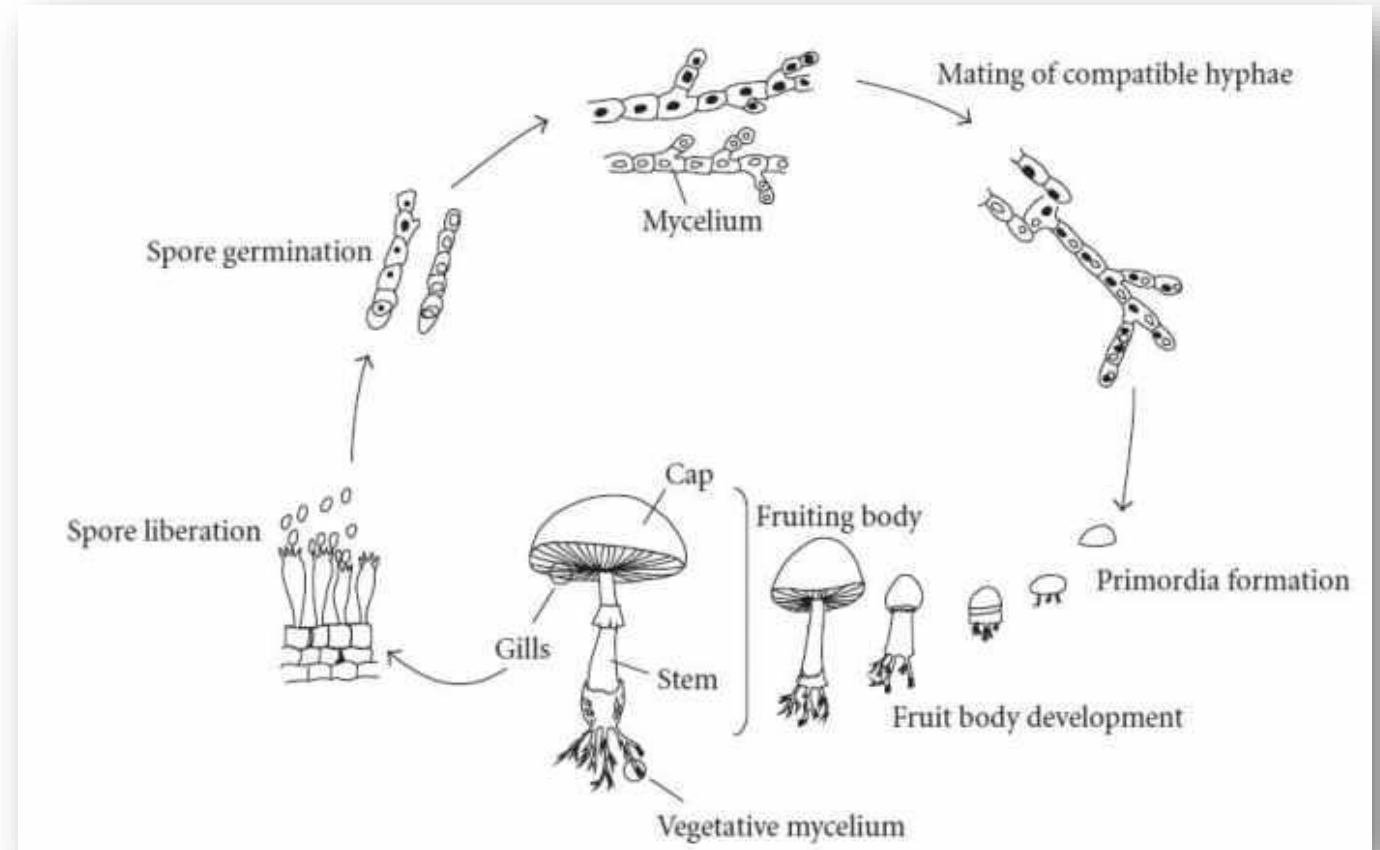 Mating of compatible hyphae
Mycelium
Spore germination
Cap
Fruiting body
Spore liberation
Primordia formation
Gills
Stem
Fruit body development
Vegetative mycelium